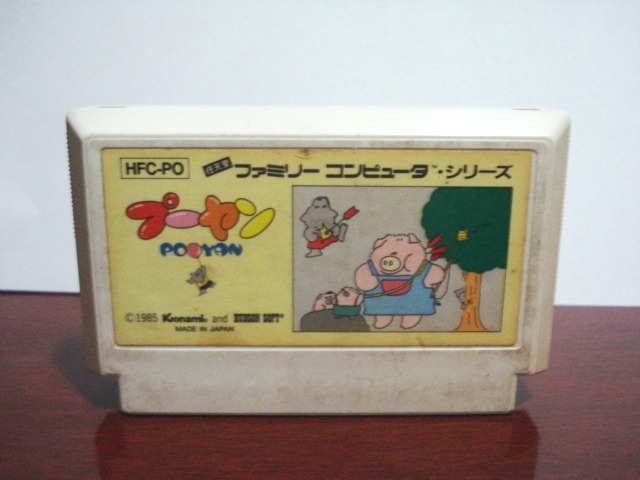 HFC-PO
任天堂 ファミリー コンピュータ™・シリーズ
プーヤン
POOYAN
©1985 Konami® and HUDSON SOFT®
MADE IN JAPAN